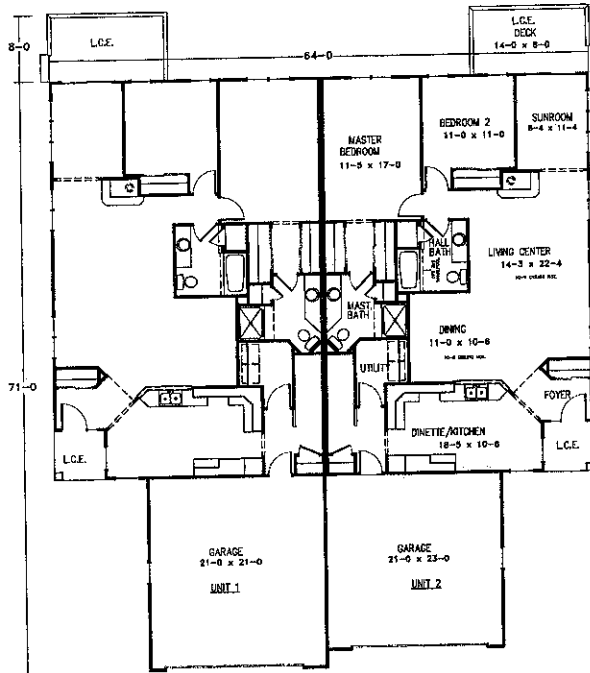 8-0
L.C.E.
64-0
L.C.E.
DECK
14-0 x 8-0
MASTER
BEDROOM
11-5 x 17-0
BEDROOM 2
11-0 x 11-0
SUNROOM
8-4 x 11-4
HALL
BATH
LIVING CENTER
14-3 x 22-4
MAST.
BATH
DINING
11-0 x 10-6
71-0
UTILITY
FOYER
DINETTE/KITCHEN
18-5 x 10-6
L.C.E.
L.C.E.
GARAGE
21-0 x 21-0
UNIT 1
GARAGE
21-0 x 23-0
UNIT 2